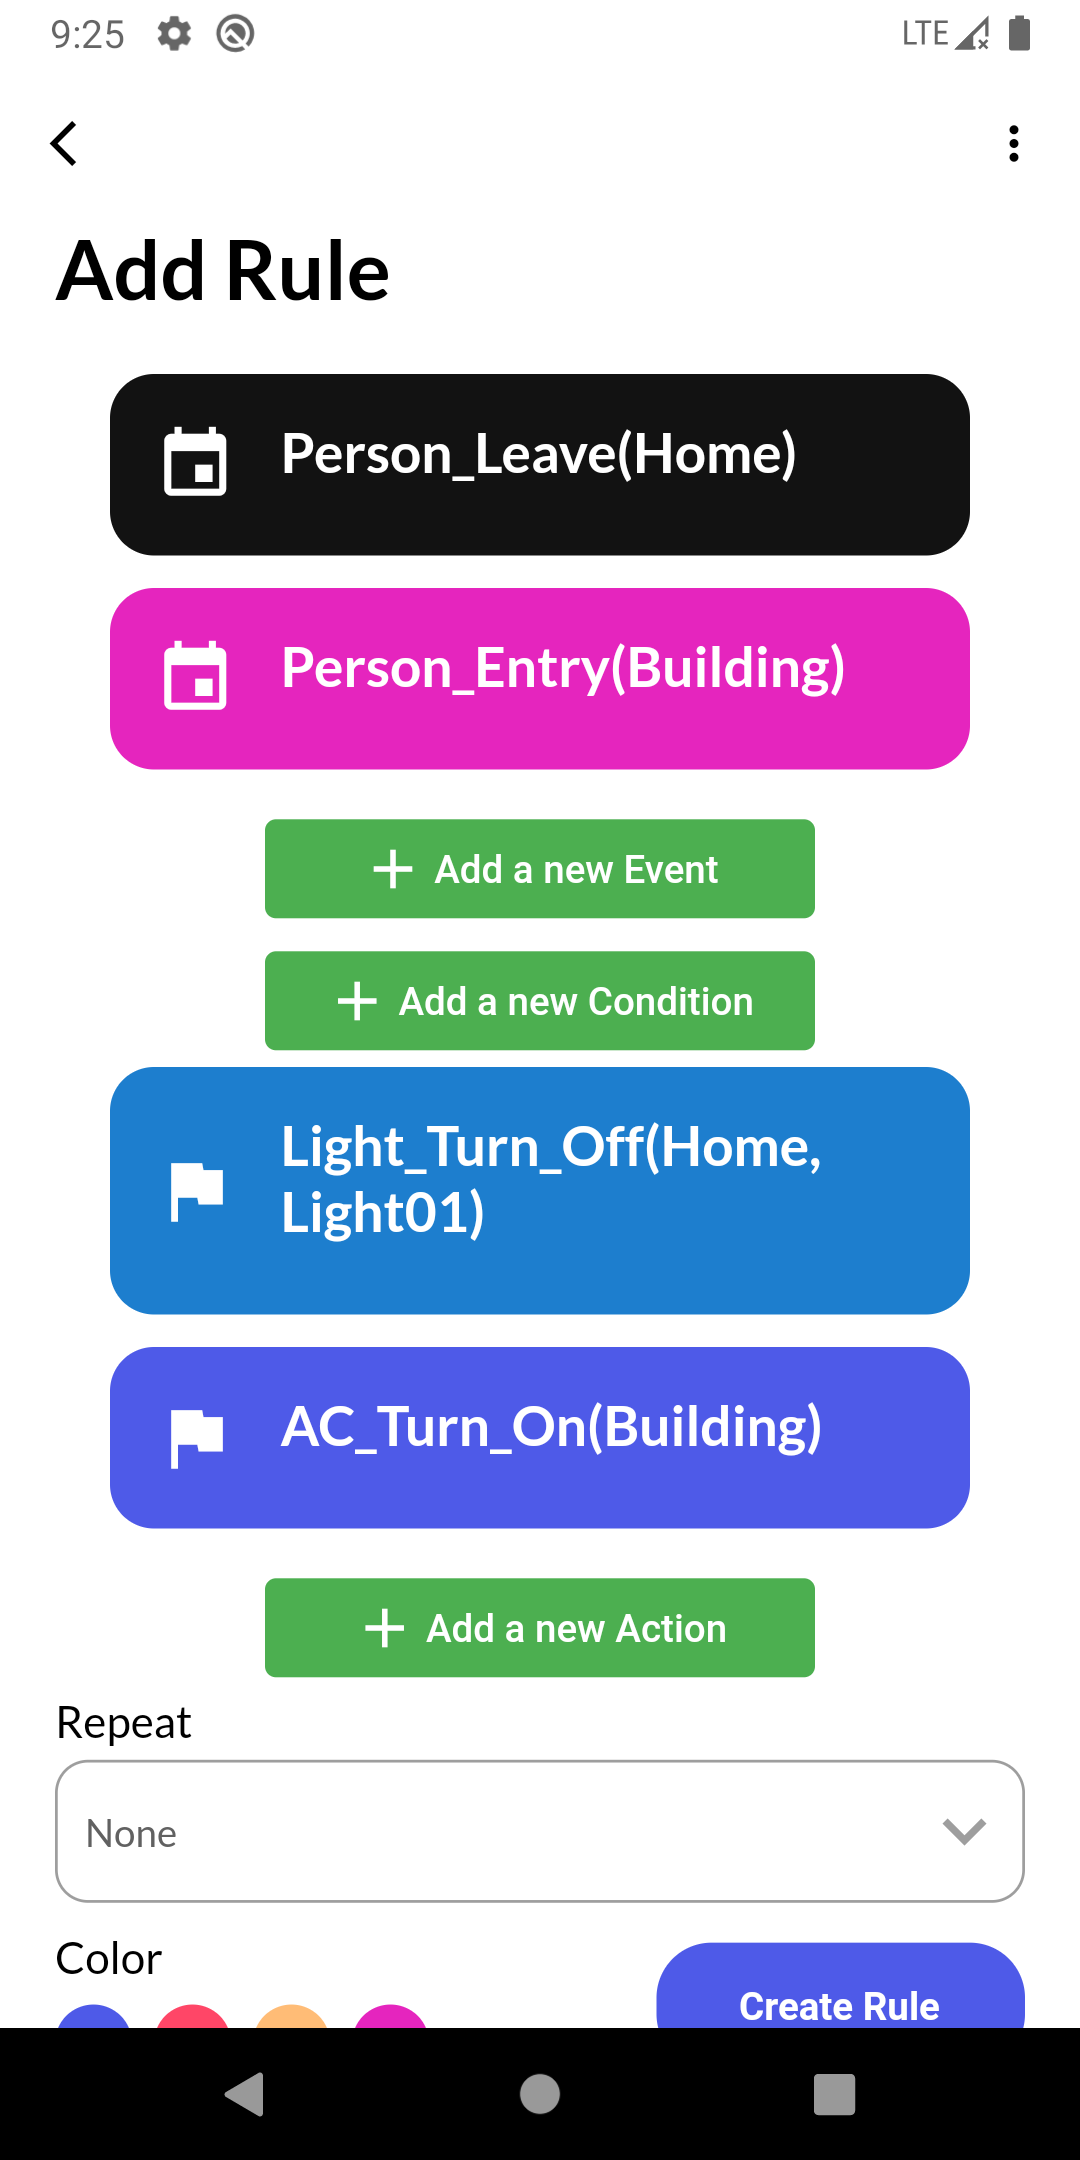 9:25
LTE
Add Rule
Person_Leave(Home)
Person_Entry(Building)
Add a new Event
Add a new Condition
Light_Turn_Off(Home,
Light01)
AC_Turn_On(Building)
Add a new Action
Repeat
None
Color
Create Rule